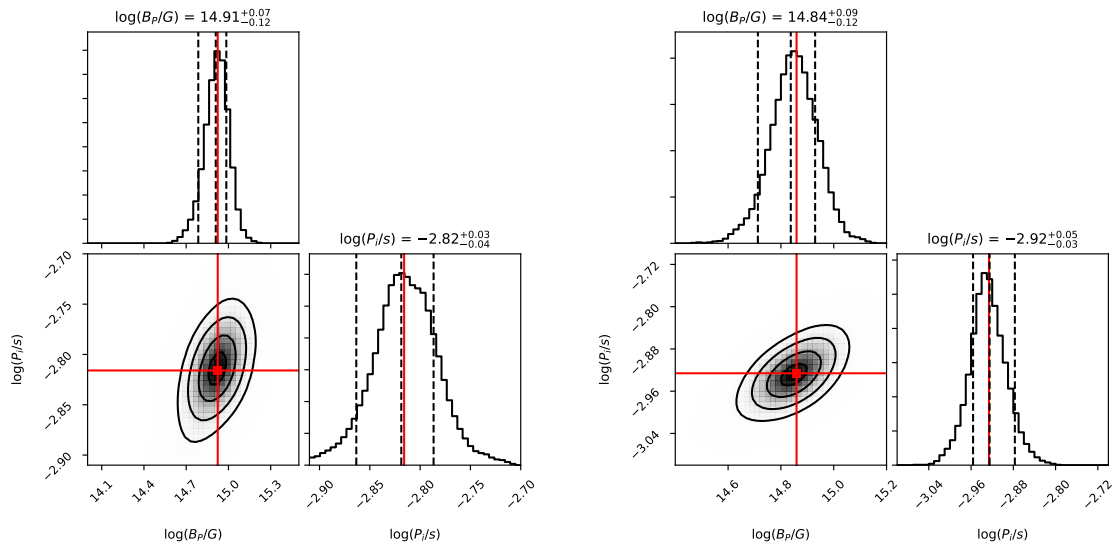 log(B_P/G) = 14.91^{+0.07}_{−0.12}
log(P_i/s) = −2.82^{+0.03}_{−0.04}
−2.70
−2.75
−2.80
−2.85
−2.90
log(P_i/s)
14.1 14.4 14.7 15.0 15.3
log(B_P/G)
−2.90 −2.85 −2.80 −2.75 −2.70
log(P_i/s)
log(B_P/G) = 14.84^{+0.09}_{−0.12}
log(P_i/s) = −2.92^{+0.05}_{−0.03}
−2.72
−2.80
−2.88
−2.96
−3.04
log(P_i/s)
14.6 14.8 15.0 15.2
log(B_P/G)
−3.04 −2.96 −2.88 −2.80 −2.72
log(P_i/s)